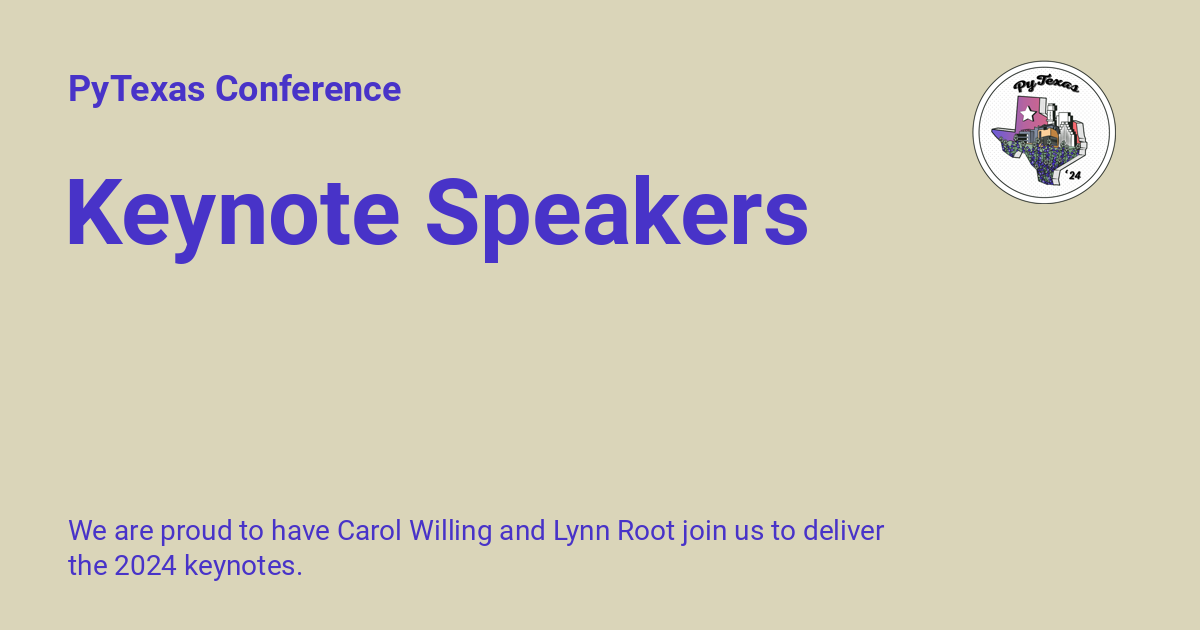 PyTexas Conference
PyTexas
'24
Keynote Speakers
We are proud to have Carol Willing and Lynn Root join us to deliver
the 2024 keynotes.